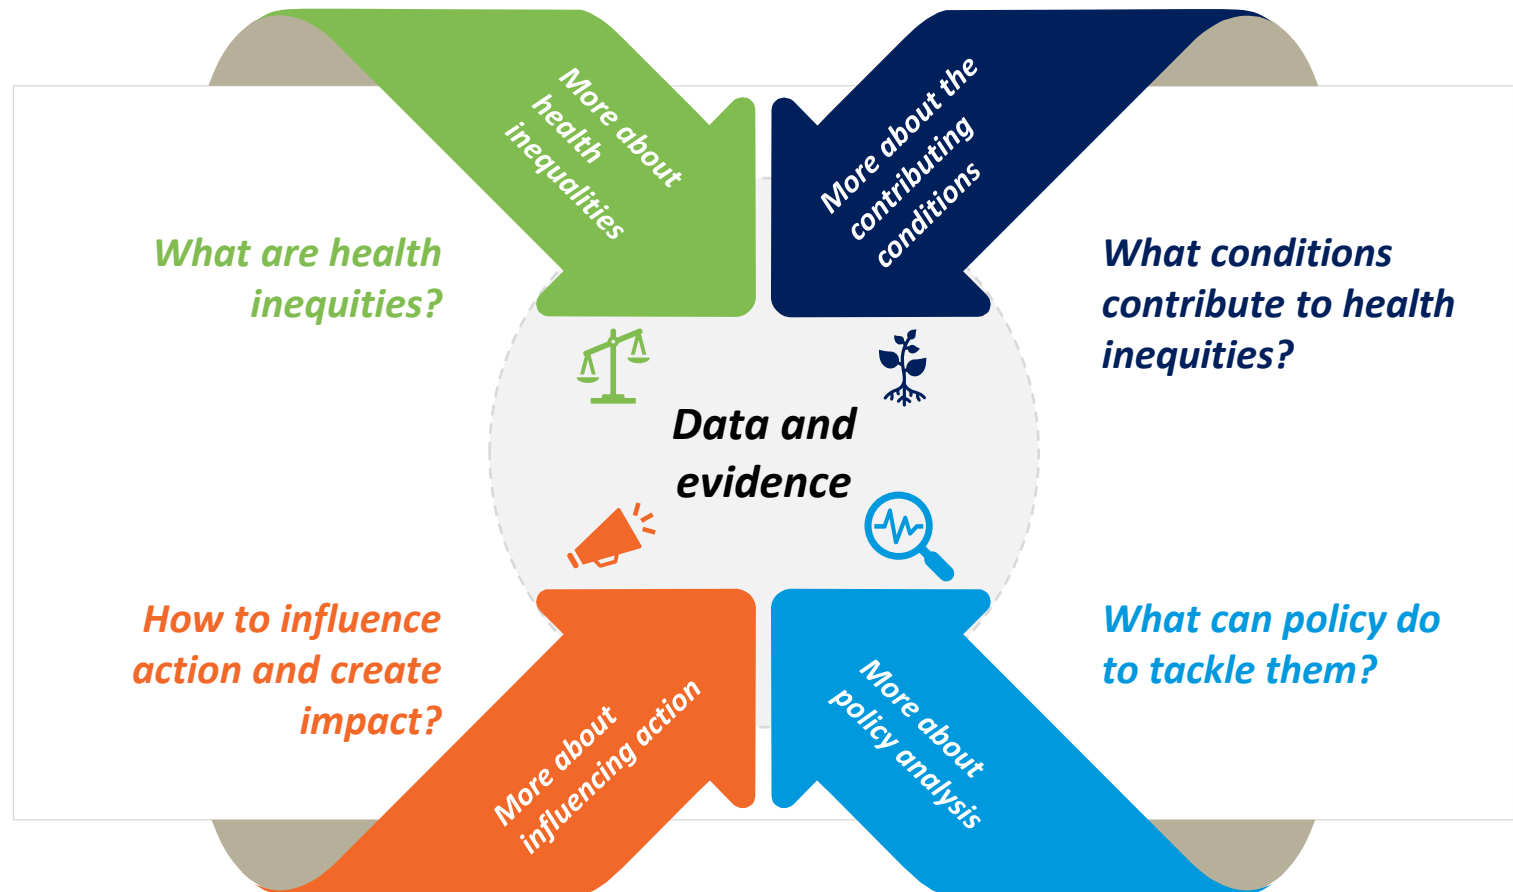 More about
health
inequalities
More about the
contributing
conditions
What are health
inequities?
What conditions
contribute to health
inequities?
Data and
evidence
How to influence
action and create
impact?
What can policy do
to tackle them?
More about
influencing action
More about
policy analysis